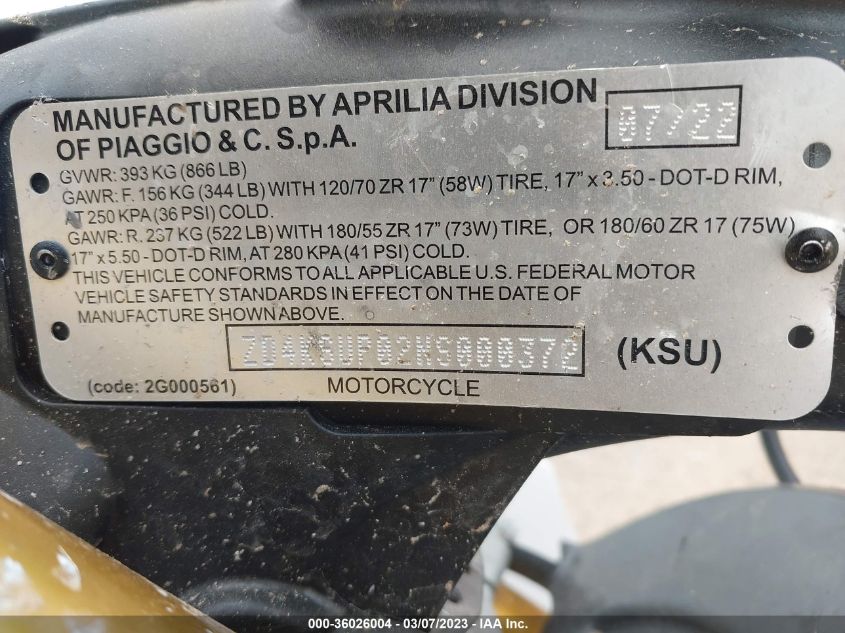 MANUFACTURED BY APRILIA DIVISION
OF PIAGGIO & C. S.p.A.
07/22
GVWR: 393 KG (866 LB)
GAWR: F. 156 KG (344 LB) WITH 120/70 ZR 17" (58W) TIRE, 17" x 3.50 - DOT-D RIM,
AT 250 KPA (36 PSI) COLD.
GAWR: R. 237 KG (522 LB) WITH 180/55 ZR 17" (73W) TIRE, OR 180/60 ZR 17 (75W)
17" x 5.50 - DOT-D RIM, AT 280 KPA (41 PSI) COLD.
THIS VEHICLE CONFORMS TO ALL APPLICABLE U.S. FEDERAL MOTOR
VEHICLE SAFETY STANDARDS IN EFFECT ON THE DATE OF
MANUFACTURE SHOWN ABOVE.
ZD4KSUP02NS000372 (KSU)
(code: 2G000561) MOTORCYCLE
000-36026004 — 03/07/2023 — IAA Inc.